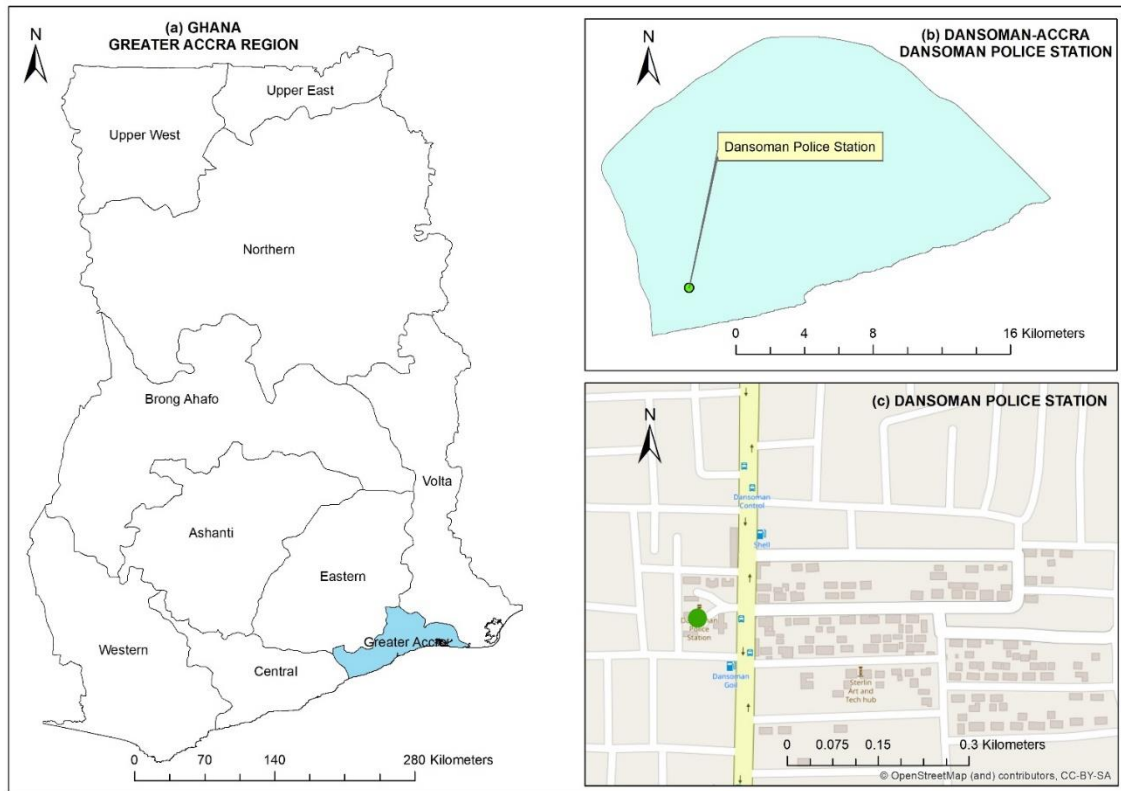 (a) GHANA
GREATER ACCRA REGION
N
Upper East
Upper West
Northern
Brong Ahafo
Volta
Ashanti
Eastern
Greater Accra
Western
Central
0 70 140 280 Kilometers
(b) DANSOMAN-ACCRA
DANSOMAN POLICE STATION
N
Dansoman Police Station
0 4 8 16 Kilometers
(c) DANSOMAN POLICE STATION
N
Dansoman
Control
Shell
Dansoman
Police
Station
Dansoman
Goil
Sterlin
Art and
Tech hub
0 0.075 0.15 0.3 Kilometers
© OpenStreetMap (and) contributors, CC-BY-SA